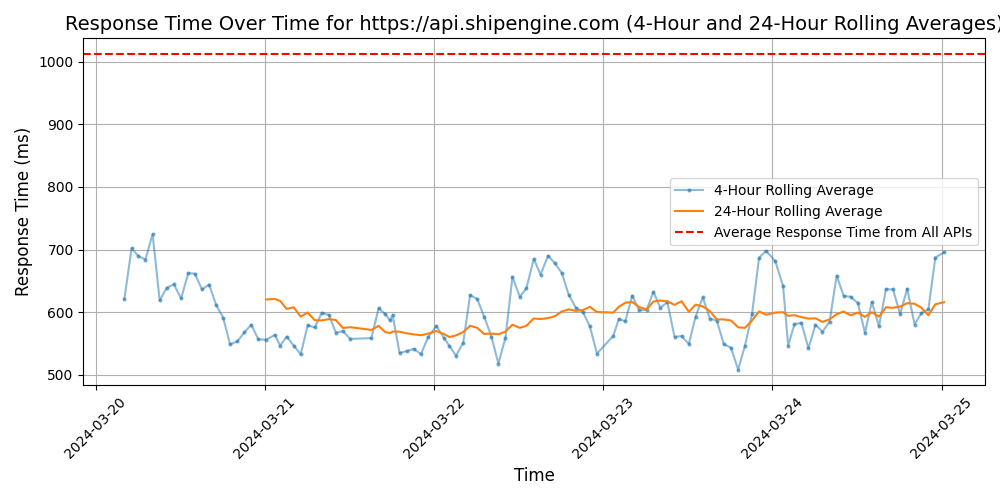 Response Time Over Time for https://api.shipengine.com (4-Hour and 24-Hour Rolling Averages)
Response Time (ms)
1000
900
800
700
600
500
4-Hour Rolling Average
24-Hour Rolling Average
Average Response Time from All APIs
2024-03-20
2024-03-21
2024-03-22
2024-03-23
2024-03-24
2024-03-25
Time